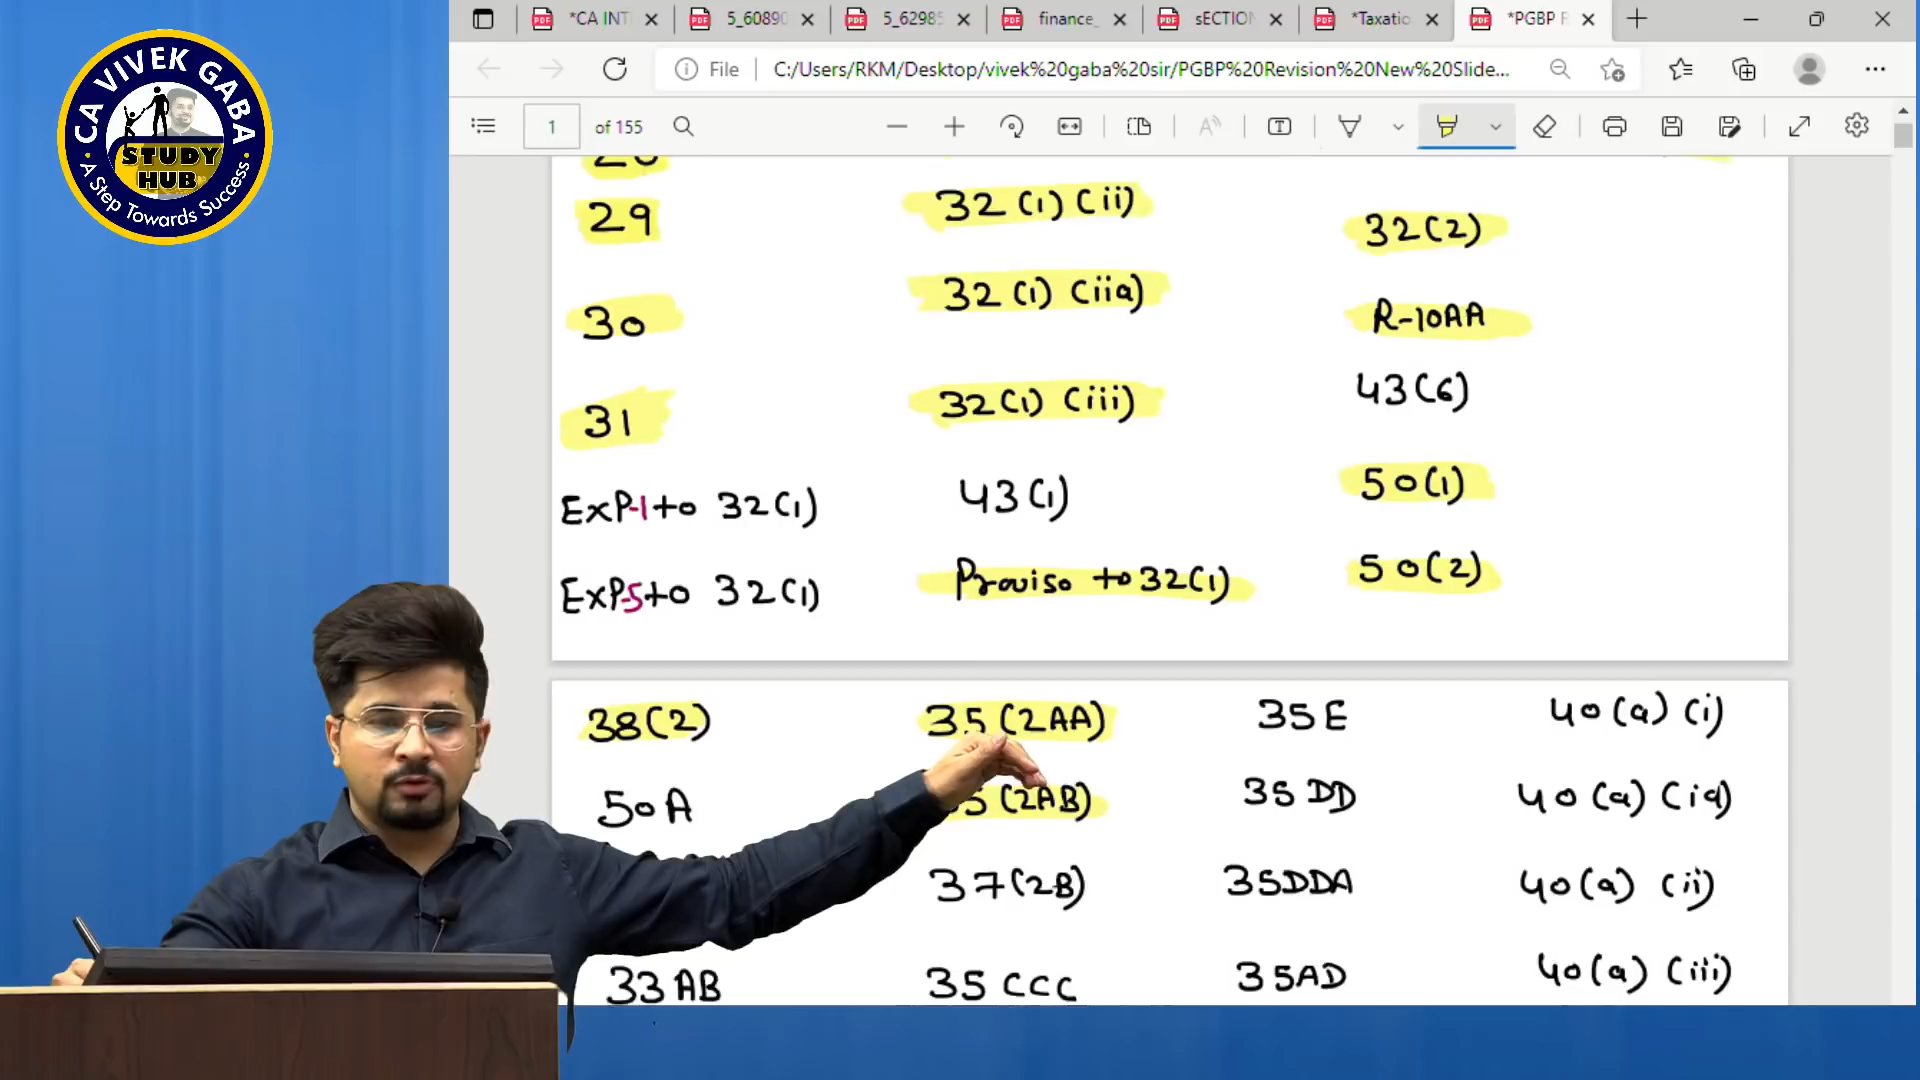 CA VIVEK GABA
STUDY
HUB
A Step Towards Success
*CA INT
5_6089
5_6298
finance_
sECTION
*Taxatio
*PGBP R
File
C:/Users/RKM/Desktop/vivek%20gaba%20sir/PGBP%20Revision%20New%20Slide...
1 of 155
29
32(1) (ii)
32(2)
30
32(1) (iia)
R-10AA
31
32(1) (iii)
43(6)
ExP-1 to 32(1)
43(1)
50(1)
ExP-5 to 32(1)
Proviso to 32(1)
50(2)
38(2)
35(2AA)
35E
40(a)(i)
50A
35(2AB)
35DD
40(a)(ia)
37(2B)
35DDA
40(a) (ii)
33AB
35CCC
35AD
40(a) (iii)